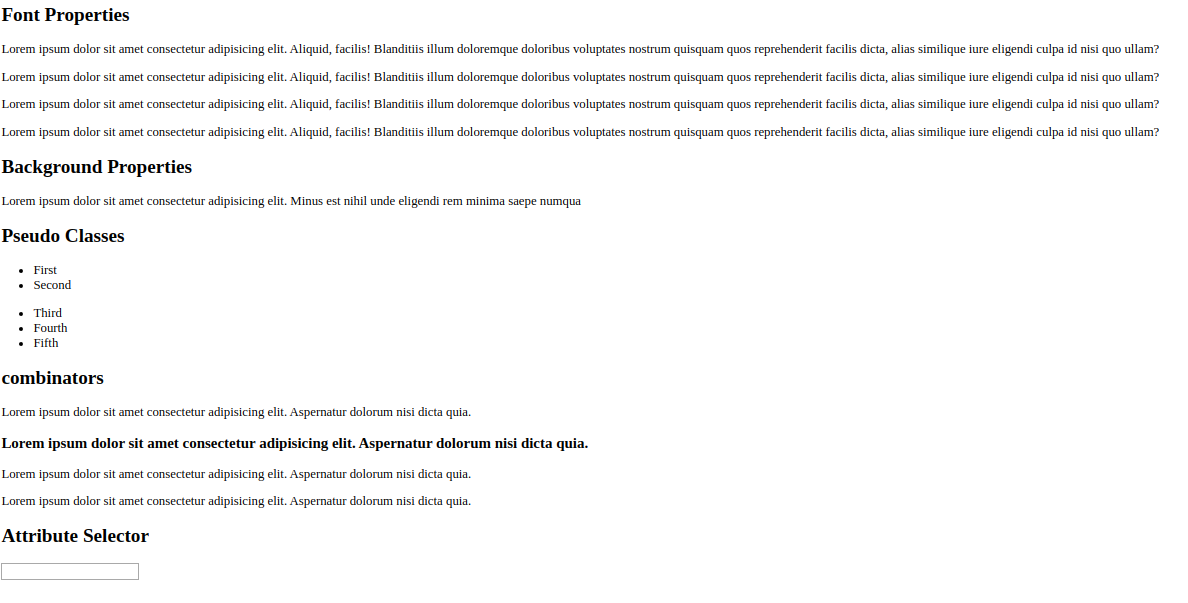 Font Properties
Lorem ipsum dolor sit amet consectetur adipisicing elit. Aliquid, facilis! Blanditiis illum doloremque doloribus voluptates nostrum quisquam quos reprehenderit facilis dicta, alias similique iure eligendi culpa id nisi quo ullam?
Lorem ipsum dolor sit amet consectetur adipisicing elit. Aliquid, facilis! Blanditiis illum doloremque doloribus voluptates nostrum quisquam quos reprehenderit facilis dicta, alias similique iure eligendi culpa id nisi quo ullam?
Lorem ipsum dolor sit amet consectetur adipisicing elit. Aliquid, facilis! Blanditiis illum doloremque doloribus voluptates nostrum quisquam quos reprehenderit facilis dicta, alias similique iure eligendi culpa id nisi quo ullam?
Lorem ipsum dolor sit amet consectetur adipisicing elit. Aliquid, facilis! Blanditiis illum doloremque doloribus voluptates nostrum quisquam quos reprehenderit facilis dicta, alias similique iure eligendi culpa id nisi quo ullam?
Background Properties
Lorem ipsum dolor sit amet consectetur adipisicing elit. Minus est nihil unde eligendi rem minima saepe numqua
Pseudo Classes
• First
• Second
• Third
• Fourth
• Fifth
combinators
Lorem ipsum dolor sit amet consectetur adipisicing elit. Aspernatur dolorum nisi dicta quia.
Lorem ipsum dolor sit amet consectetur adipisicing elit. Aspernatur dolorum nisi dicta quia.
Lorem ipsum dolor sit amet consectetur adipisicing elit. Aspernatur dolorum nisi dicta quia.
Lorem ipsum dolor sit amet consectetur adipisicing elit. Aspernatur dolorum nisi dicta quia.
Attribute Selector